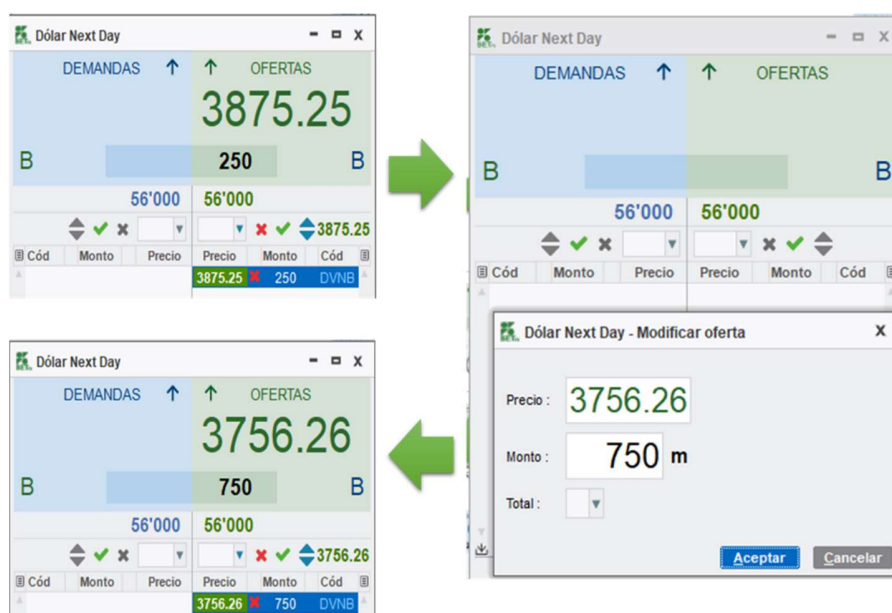 Dólar Next Day
DEMANDAS OFERTAS
3875.25
B 250 B
56'000 56'000
3875.25
Cód Monto Precio Precio Monto Cód
3875.25 250 DVNB
Dólar Next Day
DEMANDAS OFERTAS
B B
56'000 56'000
Cód Monto Precio Precio Monto Cód
Dólar Next Day - Modificar oferta X
Precio : 3756.26
Monto : 750 m
Total :
Aceptar Cancelar
Dólar Next Day
DEMANDAS OFERTAS
3756.26
B 750 B
56'000 56'000
3756.26
Cód Monto Precio Precio Monto Cód
3756.26 750 DVNB